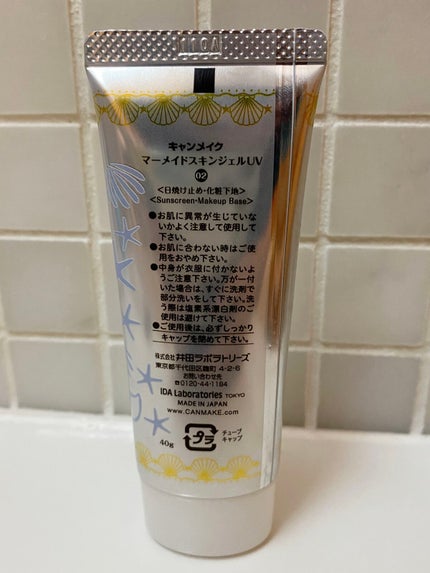 キャンメイク
マーメイドスキンジェルUV
02
<日焼け止め・化粧下地>
<Sunscreen・Makeup Base>
●お肌に異常が生じていな
いかよく注意して使用して
下さい。
●お肌に合わない時はご使
用をおやめ下さい。
●中身が衣服に付かないよ
うご注意下さい。万が一付
いた場合は、すぐに洗剤で
部分洗いをして下さい。洗
う際は塩素系漂白剤のご
使用は避けて下さい。
●ご使用後は、必ずしっかり
キャップを閉めて下さい。
株式会社 井田ラボラトリーズ
東京都千代田区麹町 4-2-6
お問い合わせ先
☎0120-44-1184
IDA Laboratories TOKYO
MADE IN JAPAN
www.CANMAKE.com
40g
プラ
チューブ
キャップ